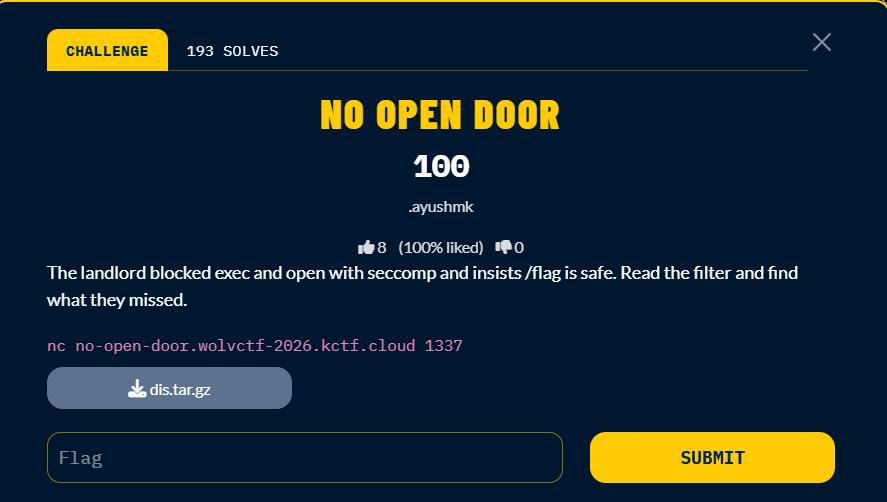 CHALLENGE 193 SOLVES
NO OPEN DOOR
100
.ayushmk
8 (100% liked) 0
The landlord blocked exec and open with seccomp and insists /flag is safe. Read the filter and find
what they missed.
nc no-open-door.wolvctf-2026.kctf.cloud 1337
dis.tar.gz
Flag SUBMIT